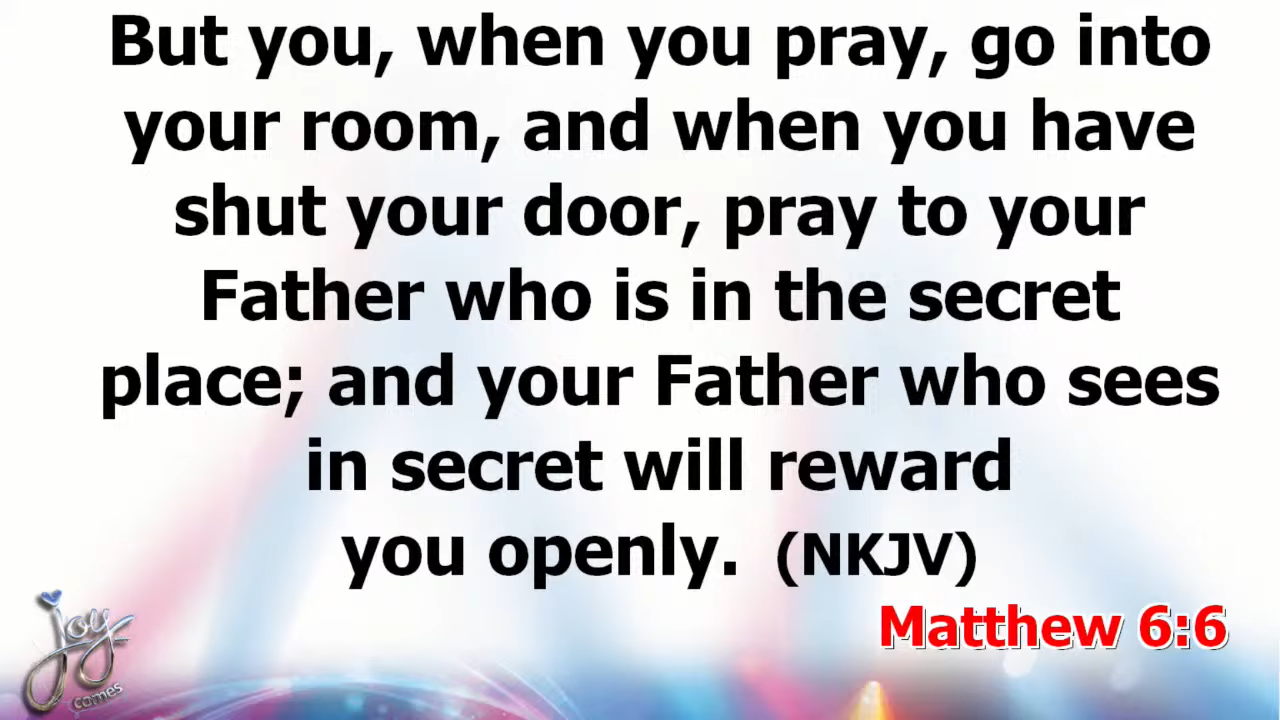 But you, when you pray, go into
your room, and when you have
shut your door, pray to your
Father who is in the secret
place; and your Father who sees
in secret will reward
you openly. (NKJV)
Matthew 6:6
joy
comes